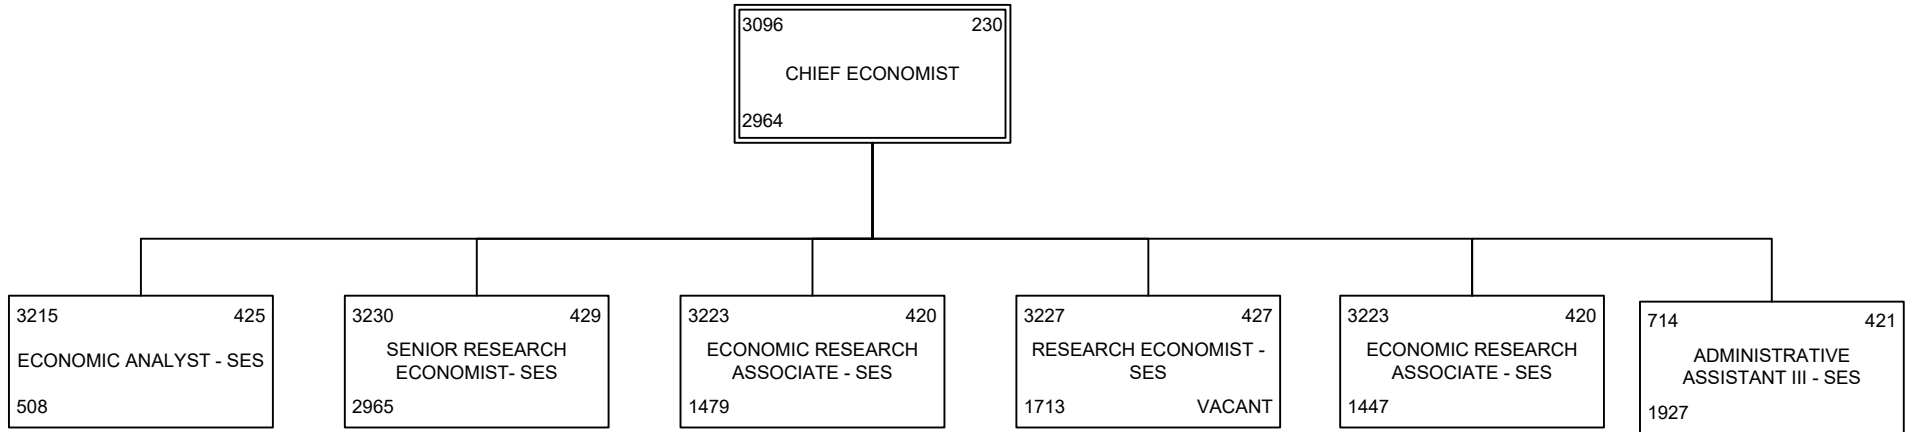 3096 230
CHIEF ECONOMIST
2964
3215 425
ECONOMIC ANALYST - SES
508
3230 429
SENIOR RESEARCH
ECONOMIST- SES
2965
3223 420
ECONOMIC RESEARCH
ASSOCIATE - SES
1479
3227 427
RESEARCH ECONOMIST -
SES
1713 VACANT
3223 420
ECONOMIC RESEARCH
ASSOCIATE - SES
1447
714 421
ADMINISTRATIVE
ASSISTANT III - SES
1927